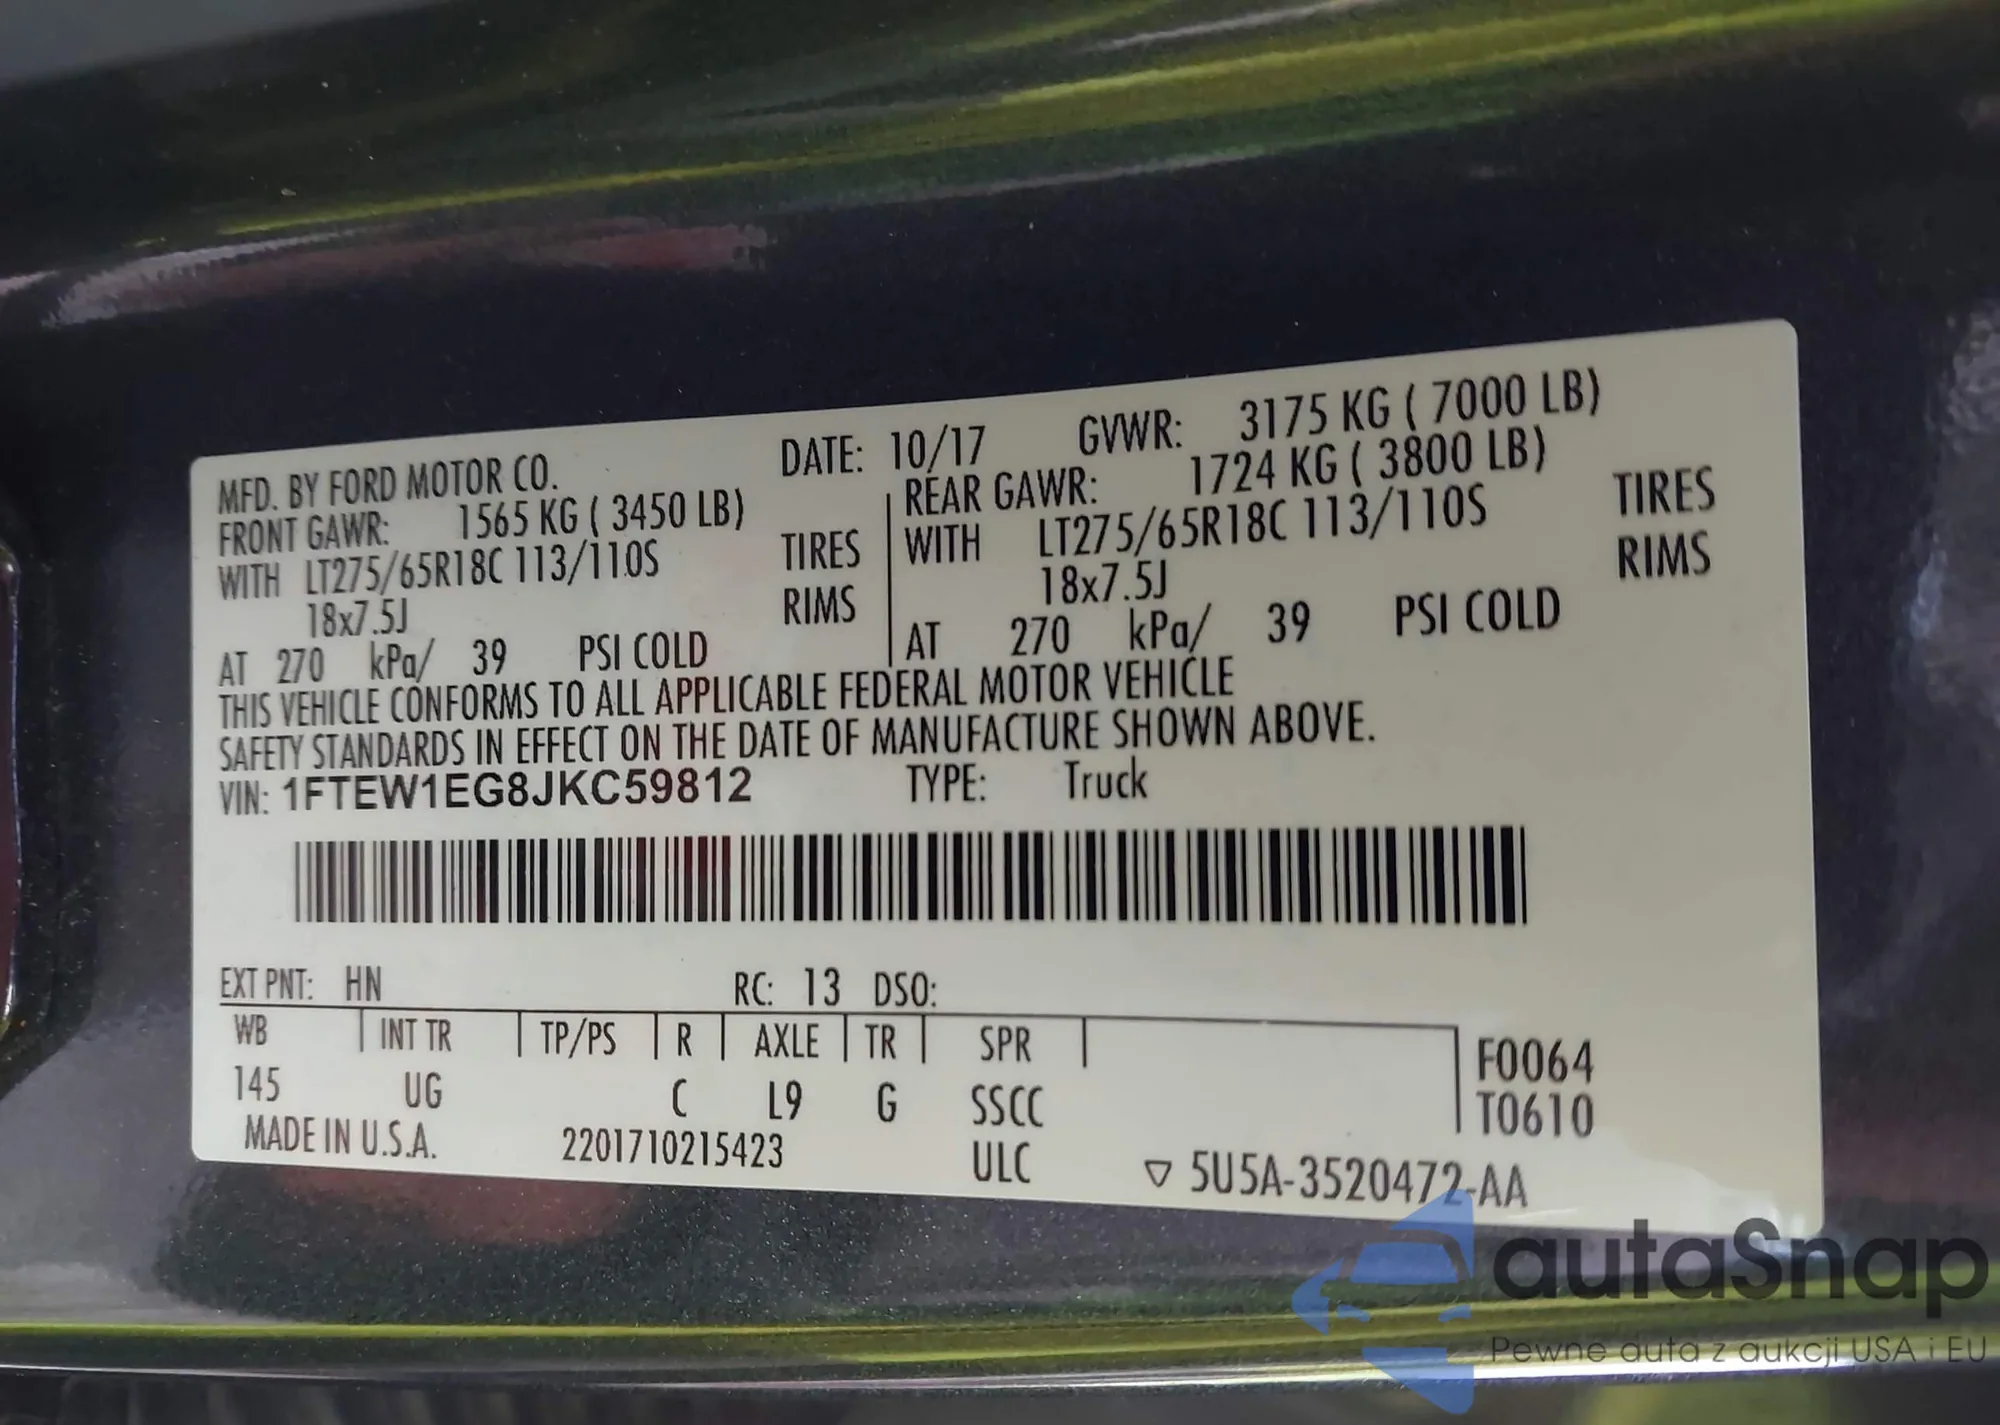 MFD. BY FORD MOTOR CO. DATE: 10/17 GVWR: 3175 KG ( 7000 LB)
FRONT GAWR: 1565 KG ( 3450 LB) REAR GAWR: 1724 KG ( 3800 LB)
WITH LT275/65R18C 113/110S TIRES WITH LT275/65R18C 113/110S TIRES
18x7.5J RIMS 18x7.5J RIMS
AT 270 kPa/ 39 PSI COLD AT 270 kPa/ 39 PSI COLD
THIS VEHICLE CONFORMS TO ALL APPLICABLE FEDERAL MOTOR VEHICLE
SAFETY STANDARDS IN EFFECT ON THE DATE OF MANUFACTURE SHOWN ABOVE.
VIN: 1FTEW1EG8JKC59812 TYPE: Truck
EXT PNT: HN RC: 13 DSO:
WB INT TR TP/PS R AXLE TR SPR F0064
145 UG C L9 G SSCC T0610
MADE IN U.S.A. 2201710215423 ULC ▽ 5U5A-3520472-AA
autaSnap
Pewne auta z aukcji USA i EU